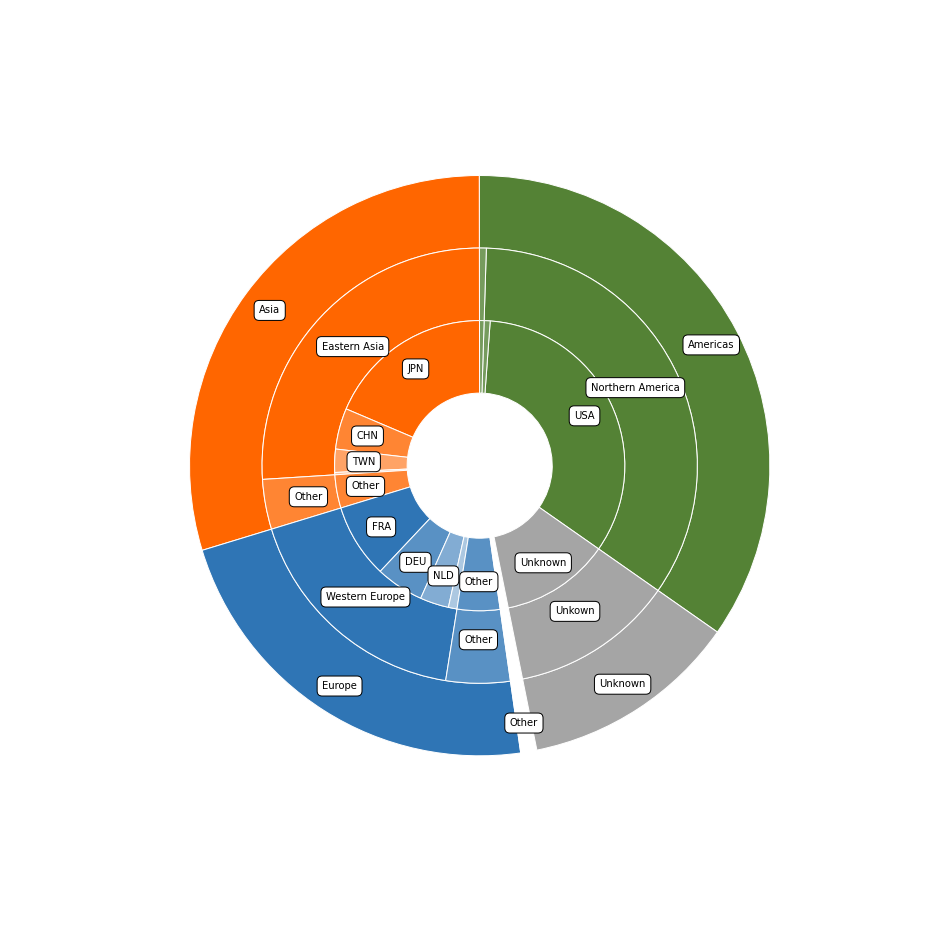 Asia
Americas
Eastern Asia
JPN
Northern America
USA
CHN
TWN
Other
Other
FRA
DEU
Unknown
NLD
Other
Western Europe
Unkown
Other
Europe
Unknown
Other